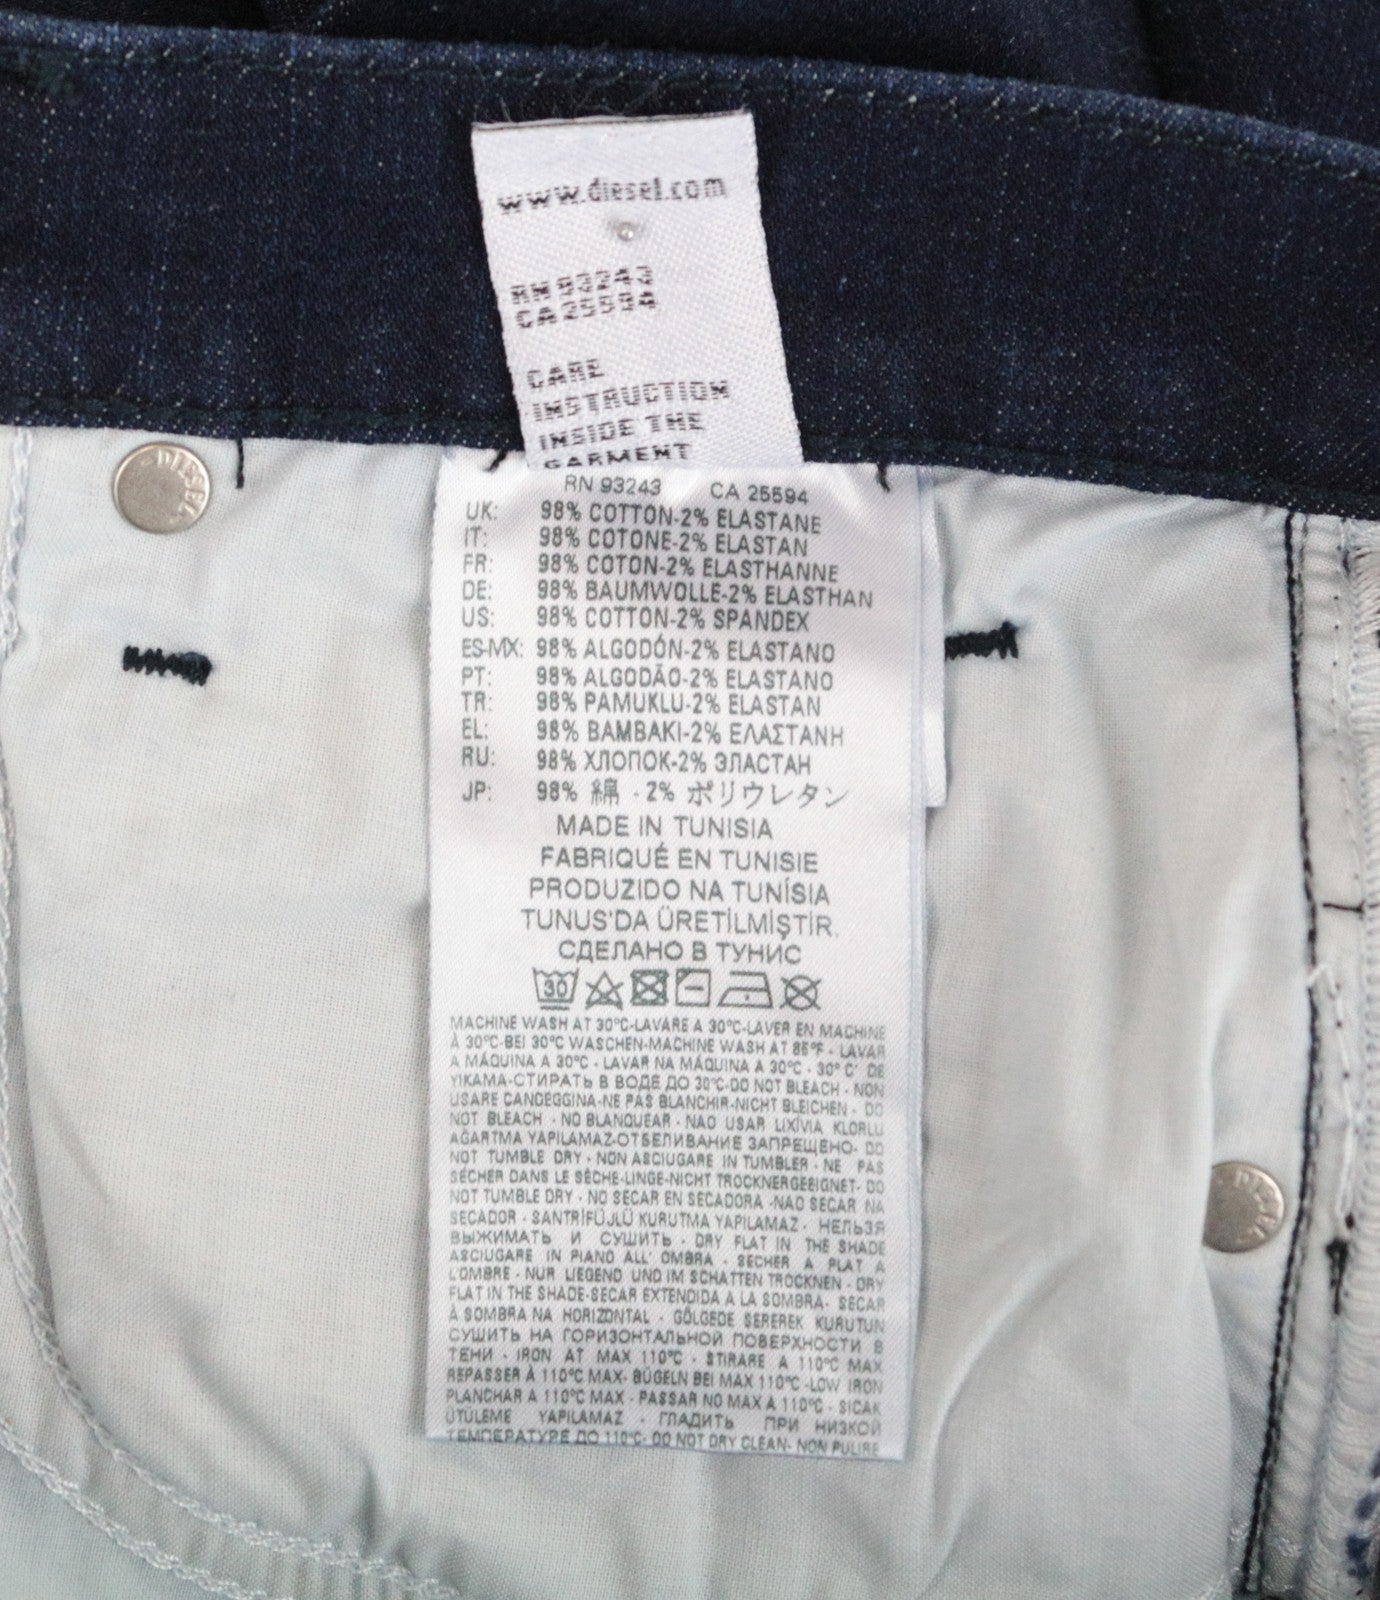 www.diesel.com
CARE
INSTRUCTION
INSIDE THE
GARMENT
DIESEL
RN 93243 CA 25594
UK: 98% COTTON-2% ELASTANE
IT: 98% COTONE-2% ELASTAN
FR: 98% COTON-2% ELASTHANNE
DE: 98% BAUMWOLLE-2% ELASTHAN
US: 98% COTTON-2% SPANDEX
ES-MX: 98% ALGODÓN-2% ELASTANO
PT: 98% ALGODÃO-2% ELASTANO
TR: 98% PAMUKLU-2% ELASTAN
EL: 98% BAMBAKI-2% ΕΛΑΣΤΑΝΗ
RU: 98% ХЛОПОК-2% ЭЛАСТАН
JP: 98% 綿 - 2% ポリウレタン
MADE IN TUNISIA
FABRIQUÉ EN TUNISIE
PRODUZIDO NA TUNÍSIA
TUNUS'DA ÜRETİLMİŞTİR.
СДЕЛАНО В ТУНИС
30
MACHINE WASH AT 30°C-LAVARE A 30°C-LAVER EN MACHINE
À 30°C-BEI 30°C WASCHEN-MACHINE WASH AT 85°F - LAVAR
A MÁQUINA A 30°C - LAVAR NA MÁQUINA A 30°C - 30° C' DE
YIKAMA-СТИРАТЬ В ВОДЕ ДО 30°C-DO NOT BLEACH - NON
USARE CANDEGGINA-NE PAS BLANCHIR-NICHT BLEICHEN - DO
NOT BLEACH - NO BLANQUEAR - NAO USAR LIXÍVIA KLORLU
AĞARTMA YAPILAMAZ-ОТБЕЛИВАНИЕ ЗАПРЕЩЕНО- DO
NOT TUMBLE DRY - NON ASCIUGARE IN TUMBLER - NE PAS
SÉCHER DANS LE SÈCHE-LINGE-NICHT TROCKNERGEEIGNET- DO
NOT TUMBLE DRY - NO SECAR EN SECADORA -NAO SECAR NA
SECADOR - SANTRİFÜJLÜ KURUTMA YAPILAMAZ - НЕЛЬЗЯ
ВЫЖИМАТЬ И СУШИТЬ - DRY FLAT IN THE SHADE
ASCIUGARE IN PIANO ALL' OMBRA - SECHER A PLAT A
L'OMBRE - NUR LIEGEND UND IM SCHATTEN TROCKNEN - DRY
FLAT IN THE SHADE-SECAR EXTENDIDA A LA SOMBRA- SECAR
À SOMBRA NA HORIZONTAL - GÖLGEDE SEREREK KURUTUN
СУШИТЬ НА ГОРИЗОНТАЛЬНОЙ ПОВЕРХНОСТИ В
ТЕНИ - IRON AT MAX 110°C - STIRARE A 110°C MAX
REPASSER À 110°C MAX- BÜGELN BEI MAX 110°C -LOW IRON
PLANCHAR A 110°C MAX - PASSAR NO MAX A 110°C - SICAK
ÜTÜLEME YAPILAMAZ - ГЛАДИТЬ ПРИ НИЗКОЙ
ТЕМПЕРАТУРЕ ДО 110°C- DO NOT DRY CLEAN- NON PULIRE
DIESEL